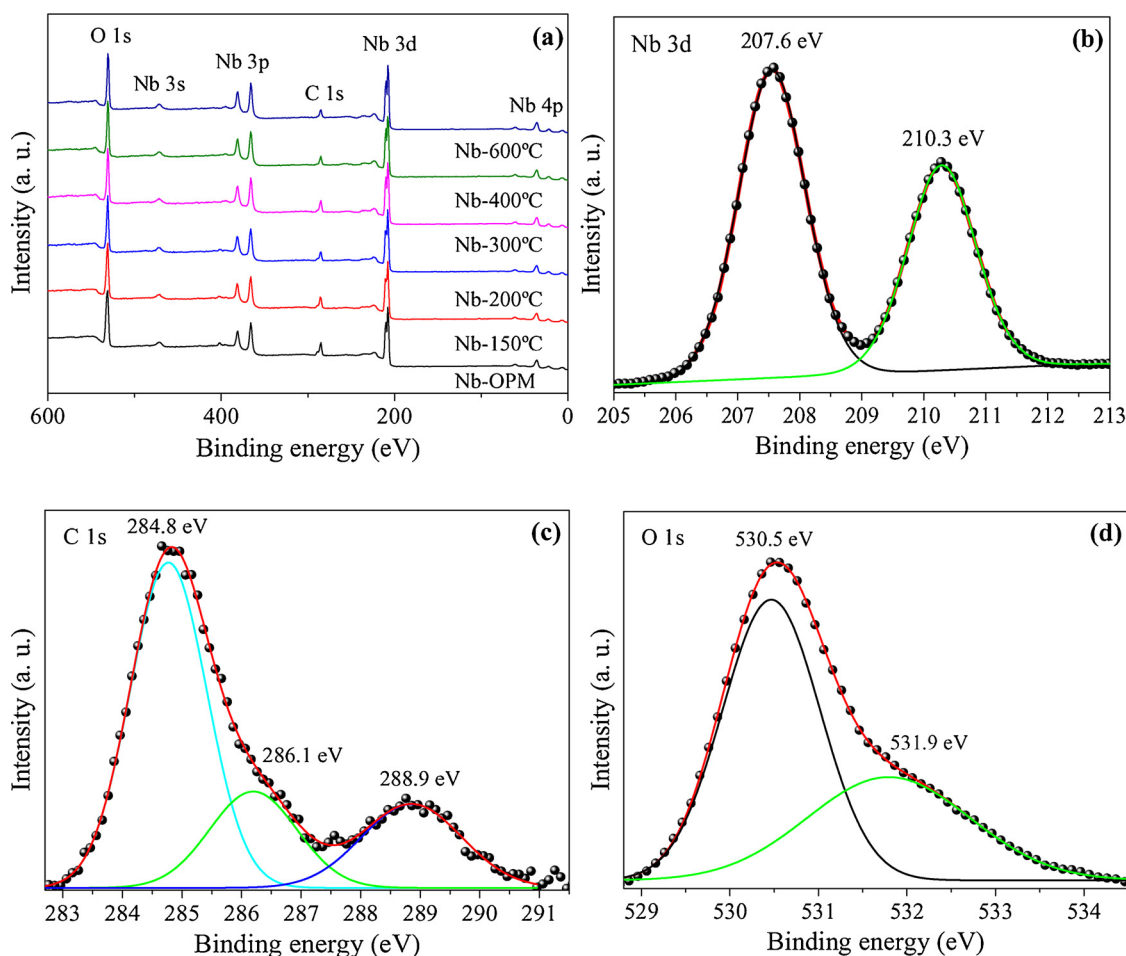 (a)
O 1s
Nb 3s
Nb 3p
C 1s
Nb 3d
Nb 4p
Nb-600ºC
Nb-400ºC
Nb-300ºC
Nb-200ºC
Nb-150ºC
Nb-OPM
Intensity (a. u.)
600 400 200 0
Binding energy (eV)
Nb 3d
207.6 eV
(b)
210.3 eV
Intensity (a. u.)
205 206 207 208 209 210 211 212 213
Binding energy (eV)
C 1s
284.8 eV
(c)
286.1 eV
288.9 eV
Intensity (a. u.)
283 284 285 286 287 288 289 290 291
Binding energy (eV)
O 1s
530.5 eV
(d)
531.9 eV
Intensity (a. u.)
529 530 531 532 533 534
Binding energy (eV)